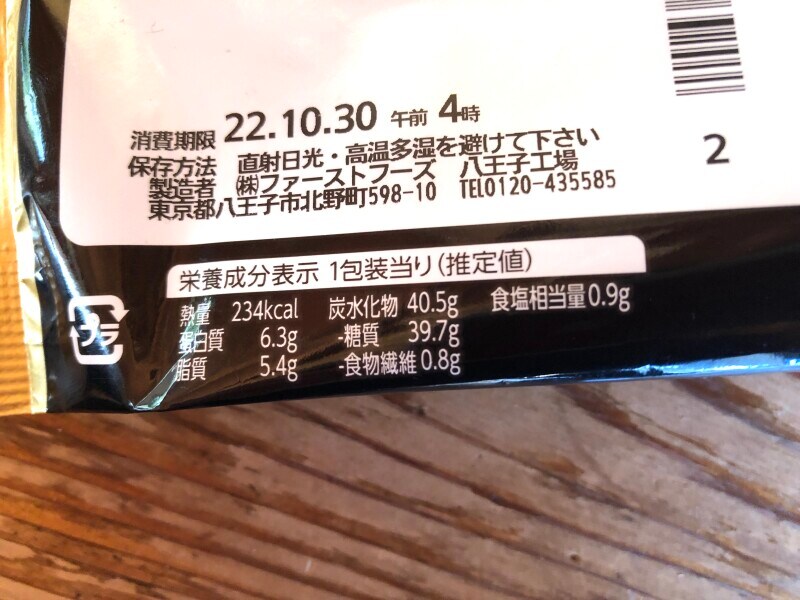 消費期限 22.10.30 午前 4時
保存方法 直射日光・高温多湿を避けて下さい
製造者 ㈱ファーストフーズ 八王子工場
東京都八王子市北野町598-10 TEL0120-435585
2
栄養成分表示 1包装当り(推定値)
熱量 234kcal 炭水化物 40.5g 食塩相当量0.9g
蛋白質 6.3g -糖質 39.7g
脂質 5.4g -食物繊維 0.8g
プラ